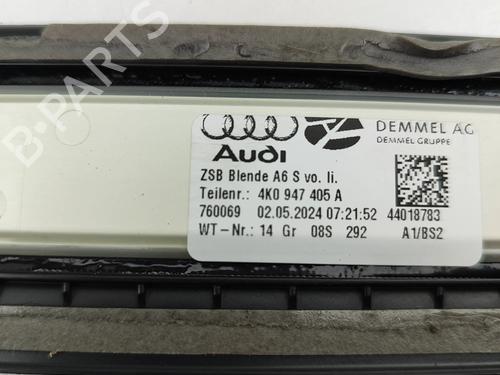 B-PARTS
Audi
DEMMEL AG
DEMMEL GRUPPE
ZSB Blende A6 S vo. li.
Teilenr.: 4K0 947 405 A
760069 02.05.2024 07:21:52 44018783
WT-Nr.: 14 Gr 08S 292 A1/BS2